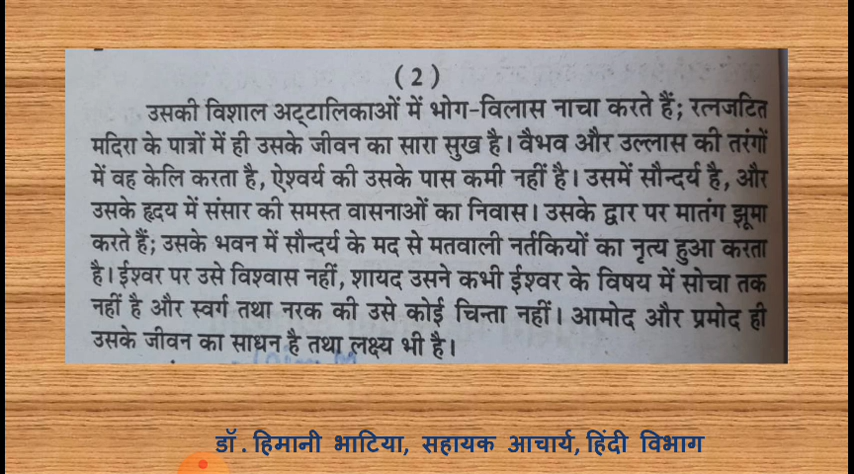 (2)
उसकी विशाल अट्टालिकाओं में भोग-विलास नाचा करते हैं; रत्नजटित
मदिरा के पात्रों में ही उसके जीवन का सारा सुख है। वैभव और उल्लास की तरंगों
में वह केलि करता है, ऐश्वर्य की उसके पास कमी नहीं है। उसमें सौन्दर्य है, और
उसके हृदय में संसार की समस्त वासनाओं का निवास। उसके द्वार पर मातंग झूमा
करते हैं; उसके भवन में सौन्दर्य के मद से मतवाली नर्तकियों का नृत्य हुआ करता
है। ईश्वर पर उसे विश्वास नहीं, शायद उसने कभी ईश्वर के विषय में सोचा तक
नहीं है और स्वर्ग तथा नरक की उसे कोई चिन्ता नहीं। आमोद और प्रमोद ही
उसके जीवन का साधन है तथा लक्ष्य भी है।
डॉ. हिमानी भाटिया, सहायक आचार्य, हिंदी विभाग